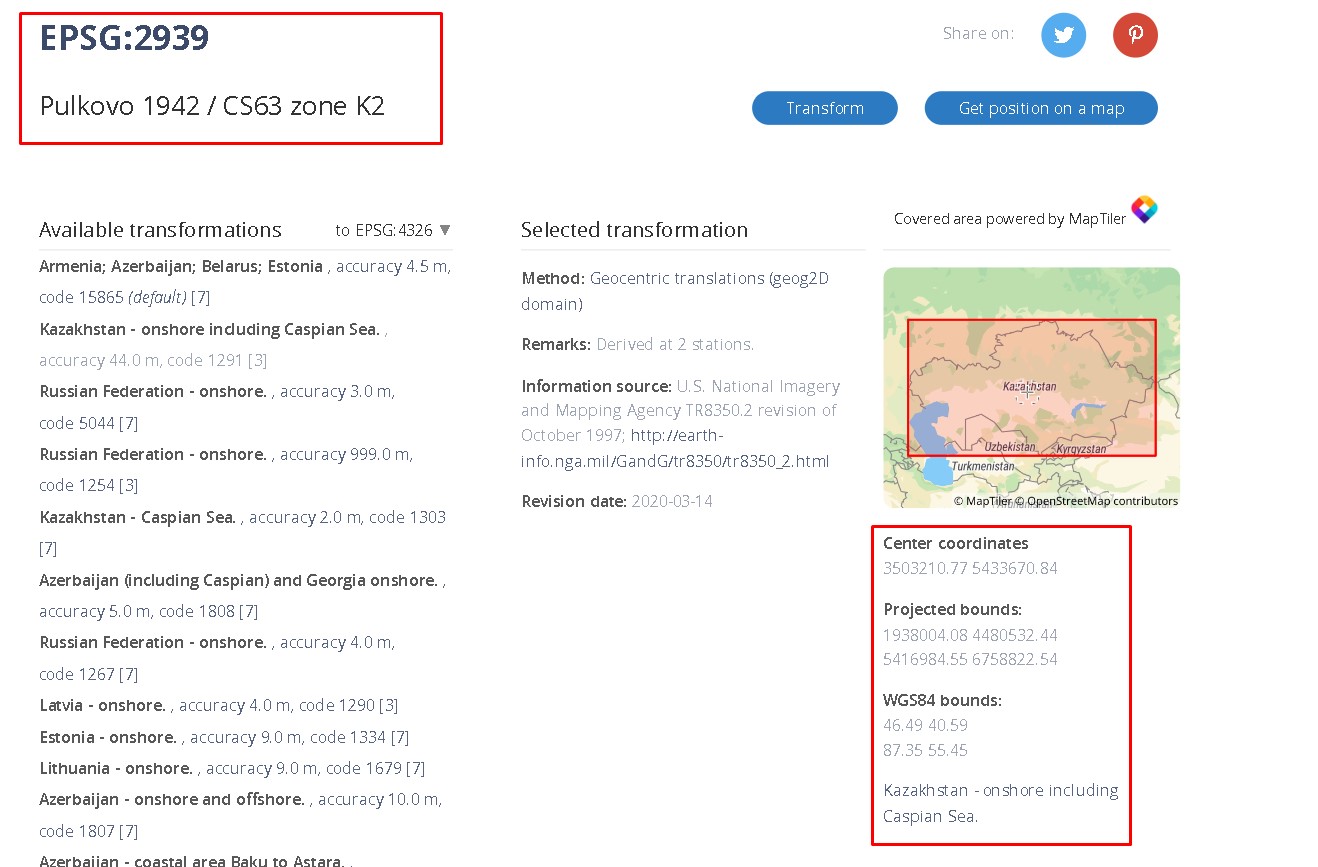 EPSG:2939
Pulkovo 1942 / CS63 zone K2
Share on:
Transform
Get position on a map
Available transformations
to EPSG:4326 ▼
Armenia; Azerbaijan; Belarus; Estonia , accuracy 4.5 m,
code 15865 (default) [7]
Kazakhstan - onshore including Caspian Sea. ,
accuracy 44.0 m, code 1291 [3]
Russian Federation - onshore. , accuracy 3.0 m,
code 5044 [7]
Russian Federation - onshore. , accuracy 999.0 m,
code 1254 [3]
Kazakhstan - Caspian Sea. , accuracy 2.0 m, code 1303
[7]
Azerbaijan (including Caspian) and Georgia onshore. ,
accuracy 5.0 m, code 1808 [7]
Russian Federation - onshore. , accuracy 4.0 m,
code 1267 [7]
Latvia - onshore. , accuracy 4.0 m, code 1290 [3]
Estonia - onshore. , accuracy 9.0 m, code 1334 [7]
Lithuania - onshore. , accuracy 9.0 m, code 1679 [7]
Azerbaijan - onshore and offshore. , accuracy 10.0 m,
code 1807 [7]
Azerbaijan - coastal area Baku to Astara. ,
Selected transformation
Method: Geocentric translations (geog2D
domain)
Remarks: Derived at 2 stations.
Information source: U.S. National Imagery
and Mapping Agency TR8350.2 revision of
October 1997; http://earth-
info.nga.mil/GandG/tr8350/tr8350_2.html
Revision date: 2020-03-14
Covered area powered by MapTiler
Kazakhstan
Uzbekistan
Kyrgyzstan
Turkmenistan
© MapTiler © OpenStreetMap contributors
Center coordinates
3503210.77 5433670.84
Projected bounds:
1938004.08 4480532.44
5416984.55 6758822.54
WGS84 bounds:
46.49 40.59
87.35 55.45
Kazakhstan - onshore including
Caspian Sea.